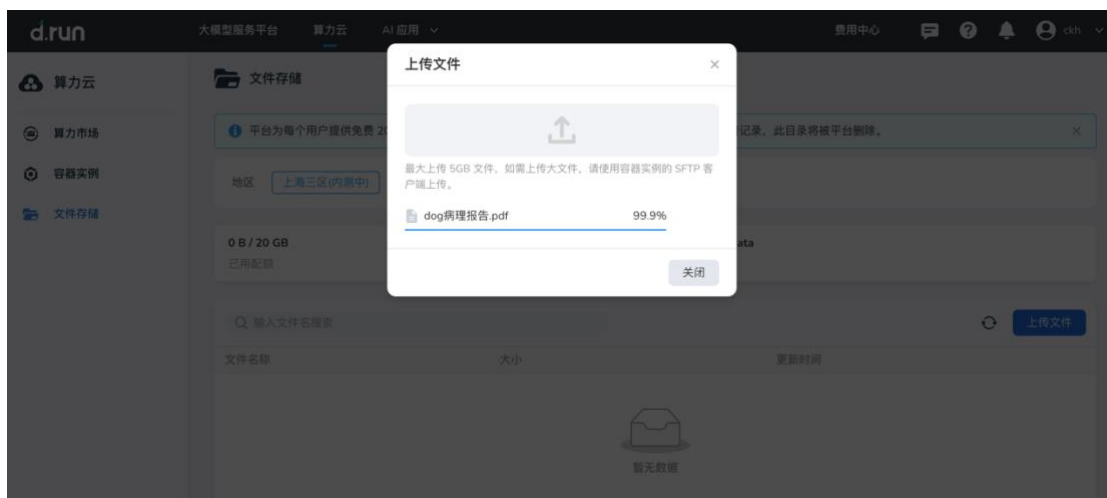 d.run 大模型服务平台 算力云 AI 应用 费用中心 ckh
算力云
算力市场
容器实例
文件存储
文件存储
平台为每个用户提供免费 20
记录，此目录将被平台删除。
地区 上海三区(内测中)
0 B / 20 GB
已用配额
ata
上传文件
最大上传 5GB 文件，如需上传大文件，请使用容器实例的 SFTP 客
户端上传。
dog病理报告.pdf 99.9%
关闭
输入文件名搜索 上传文件
文件名称 大小 更新时间
暂无数据